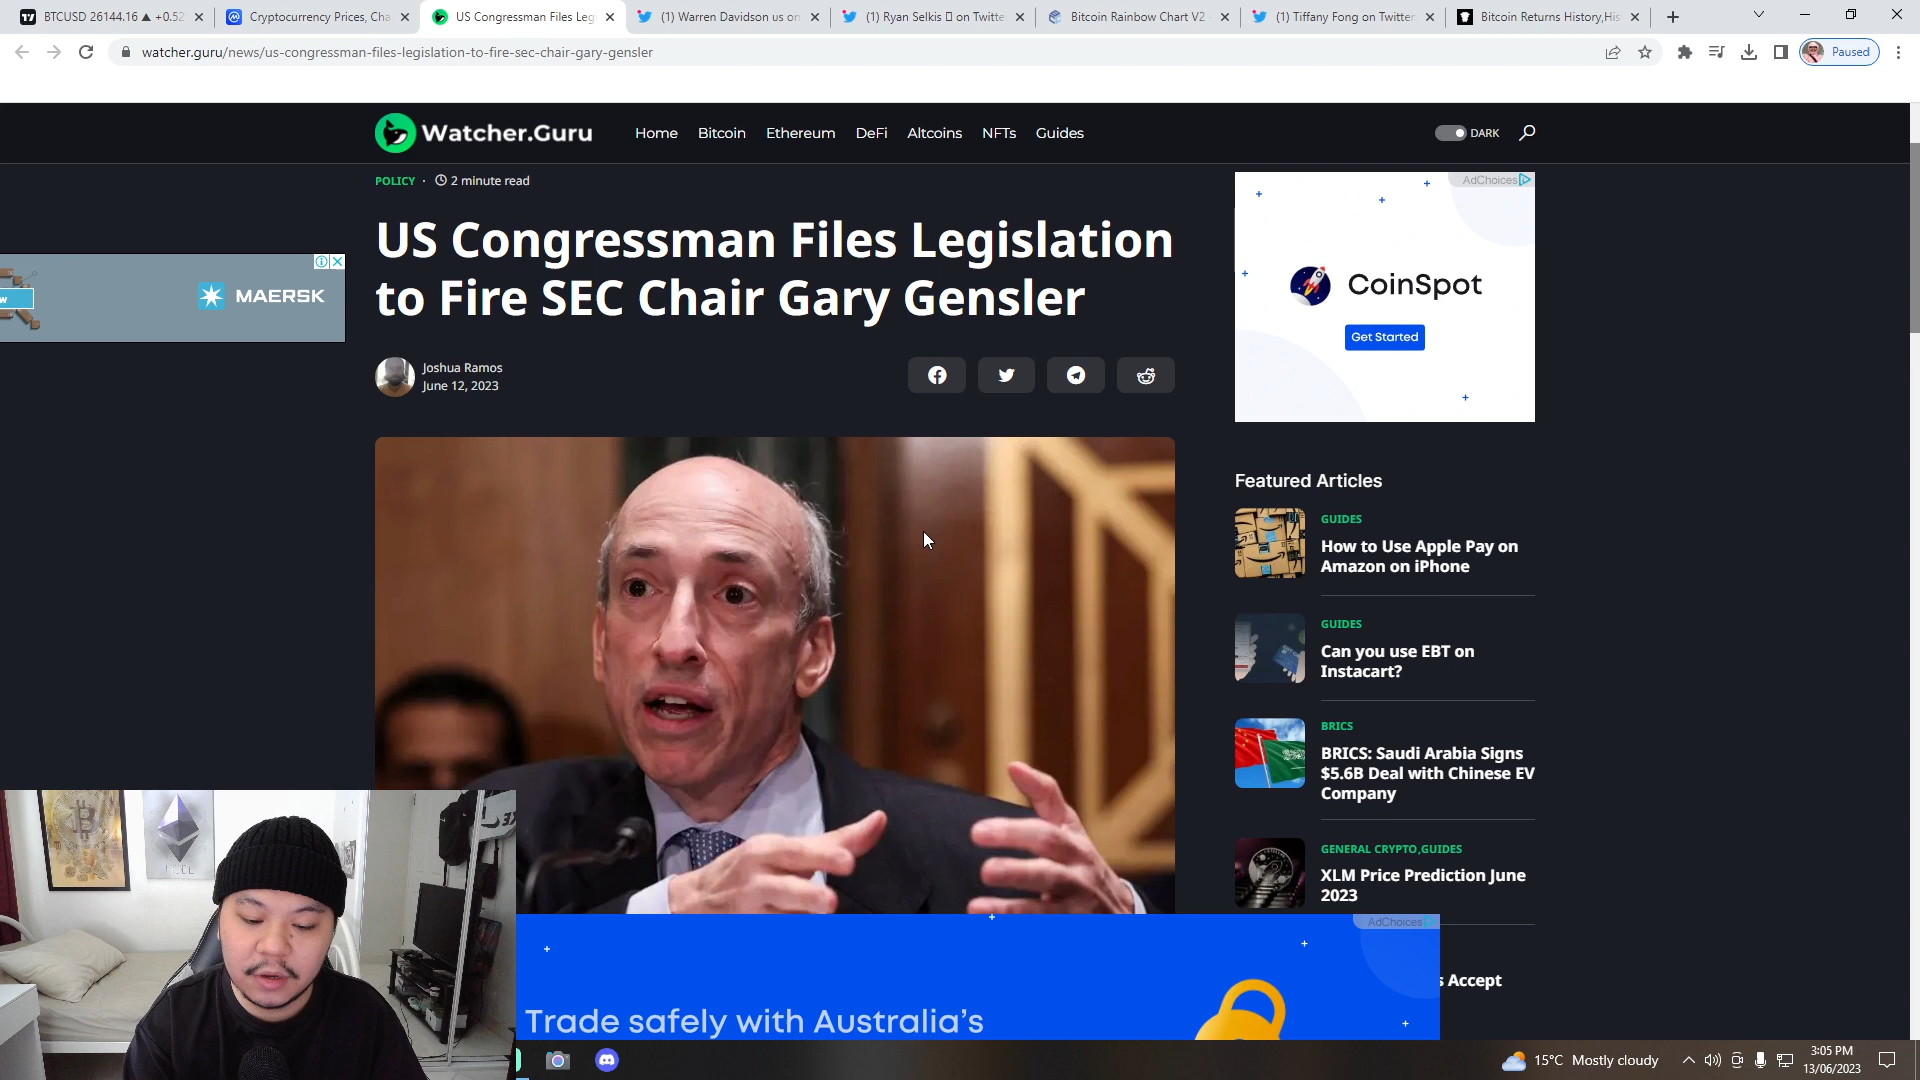 BTCUSD 26144.16 ▲ +0.52
Cryptocurrency Prices, Cha
US Congressman Files Leg
(1) Warren Davidson us on
(1) Ryan Selkis on Twitte
Bitcoin Rainbow Chart V2
(1) Tiffany Fong on Twitter
Bitcoin Returns History,His
watcher.guru/news/us-congressman-files-legislation-to-fire-sec-chair-gary-gensler
Paused
Watcher.Guru
Home
Bitcoin
Ethereum
DeFi
Altcoins
NFTs
Guides
DARK
POLICY · 2 minute read
US Congressman Files Legislation
to Fire SEC Chair Gary Gensler
Joshua Ramos
June 12, 2023
MAERSK
AdChoices
CoinSpot
Get Started
Featured Articles
GUIDES
How to Use Apple Pay on
Amazon on iPhone
GUIDES
Can you use EBT on
Instacart?
BRICS
BRICS: Saudi Arabia Signs
$5.6B Deal with Chinese EV
Company
GENERAL CRYPTO,GUIDES
XLM Price Prediction June
2023
s Accept
AdChoices
Trade safely with Australia's
15°C Mostly cloudy
3:05 PM
13/06/2023